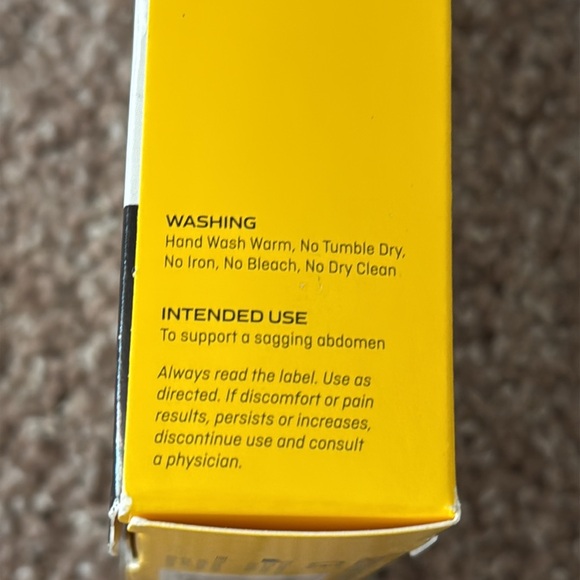 WASHING
Hand Wash Warm, No Tumble Dry,
No Iron, No Bleach, No Dry Clean
INTENDED USE
To support a sagging abdomen
Always read the label. Use as
directed. If discomfort or pain
results, persists or increases,
discontinue use and consult
a physician.